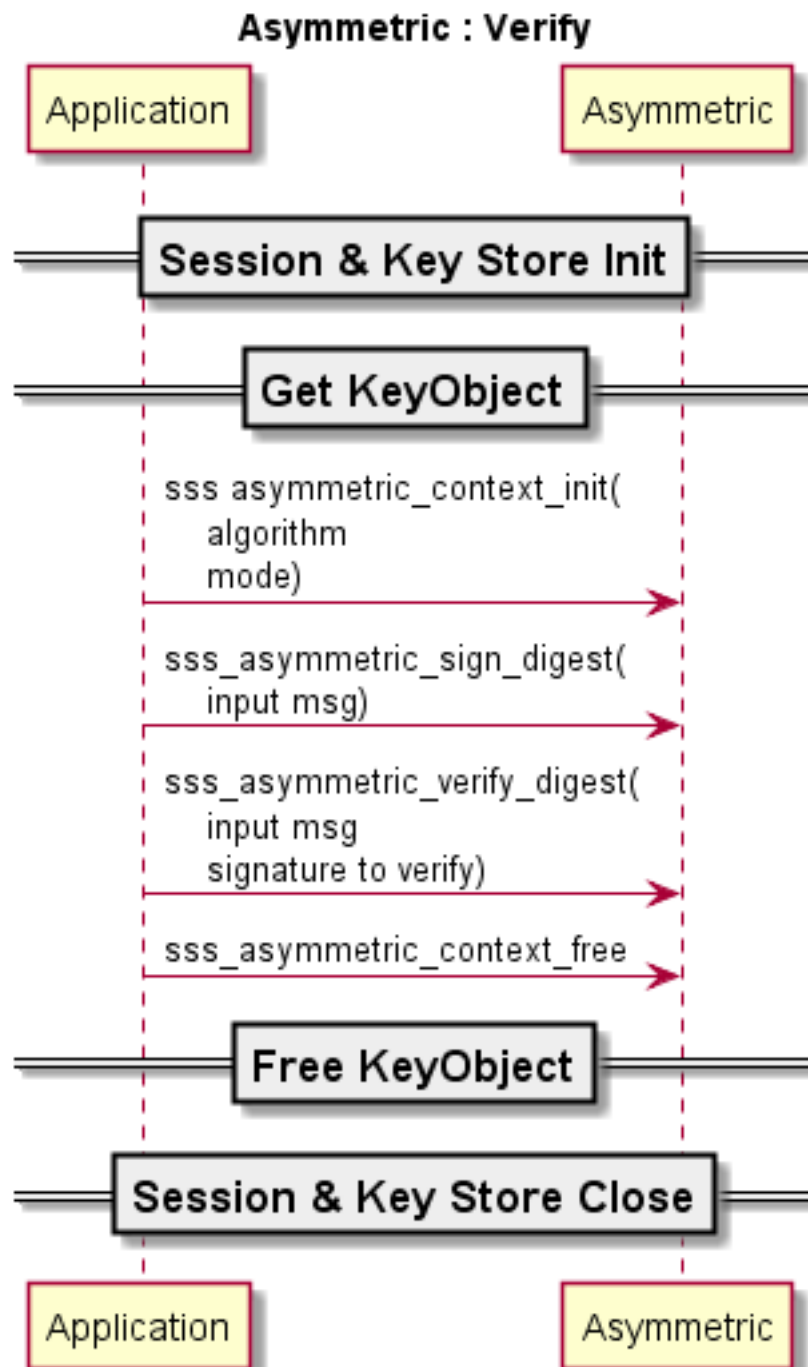 Asymmetric : Verify
Application
Asymmetric
Session & Key Store Init
Get KeyObject
sss asymmetric_context_init(
algorithm
mode)
sss_asymmetric_sign_digest(
input msg)
sss_asymmetric_verify_digest(
input msg
signature to verify)
sss_asymmetric_context_free
Free KeyObject
Session & Key Store Close
Application
Asymmetric